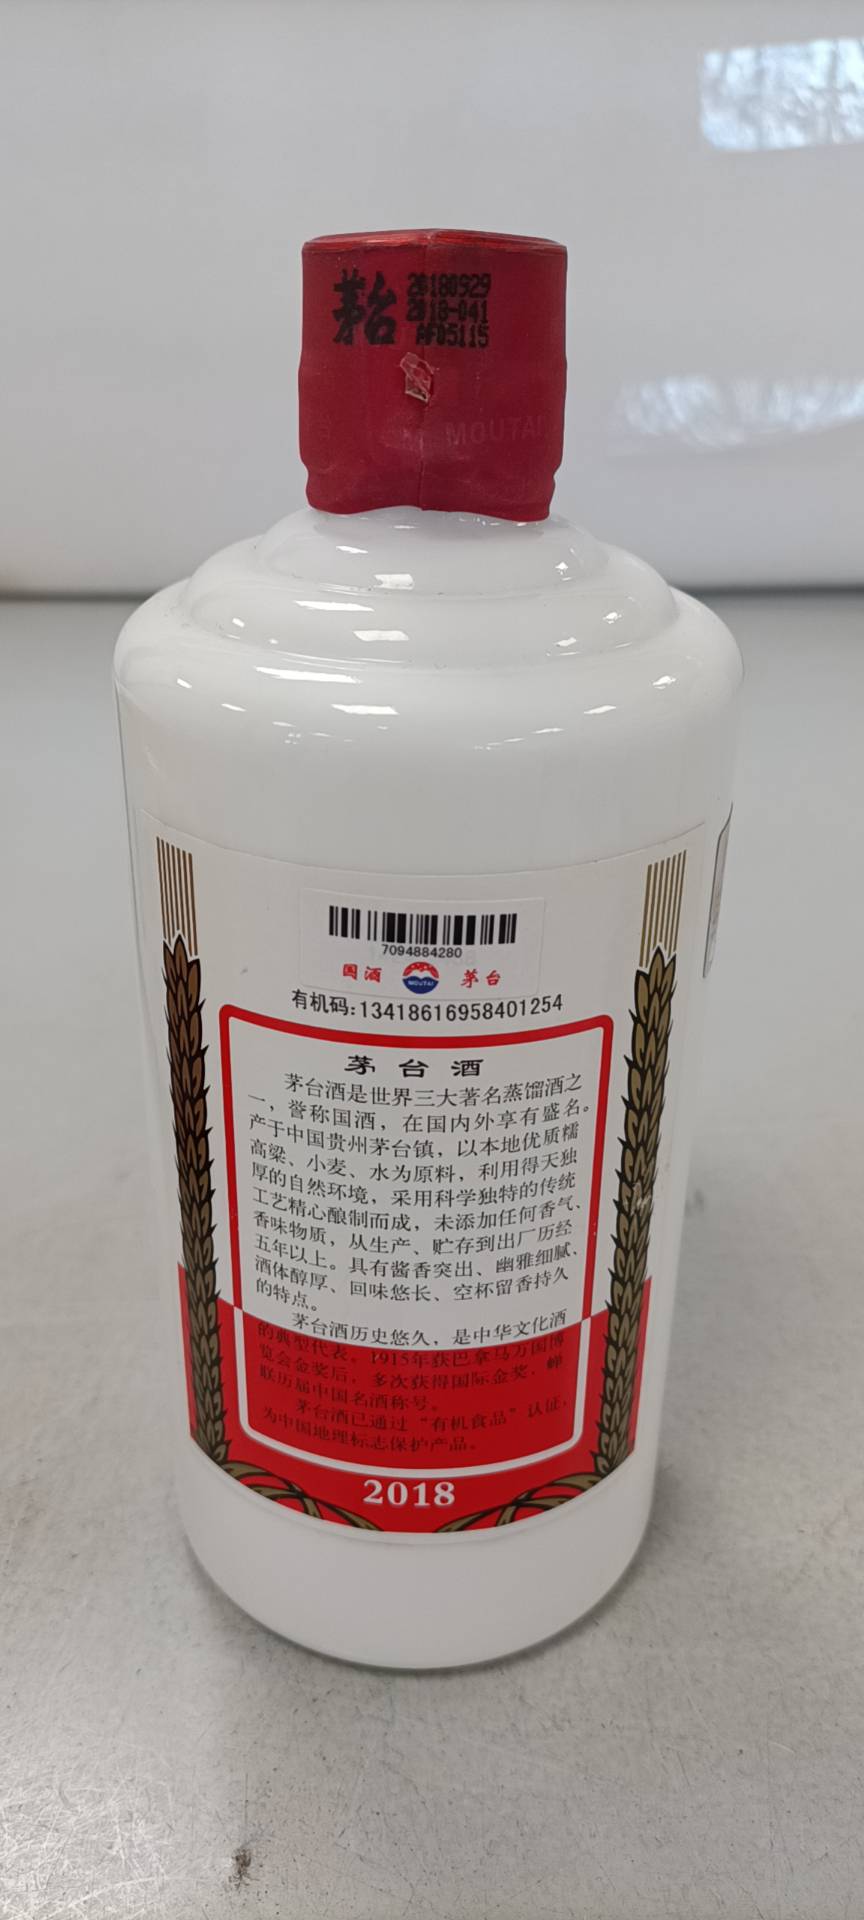 茅台
20180929
2018-041
AF05115
MOUTAI
7094884280
国酒 MOUTAI 茅台
有机码:13418616958401254
茅台酒
茅台酒是世界三大著名蒸馏酒之
一，誉称国酒，在国内外享有盛名。
产于中国贵州茅台镇，以本地优质糯
高粱、小麦、水为原料，利用得天独
厚的自然环境，采用科学独特的传统
工艺精心酿制而成，未添加任何香气、
香味物质，从生产、贮存到出厂历经
五年以上。具有酱香突出、幽雅细腻、
酒体醇厚、回味悠长、空杯留香持久
的特点。
茅台酒历史悠久，是中华文化酒
的典型代表。1915年获巴拿马万国博
览会金奖后，多次获得国际金奖，蝉
联历届中国名酒称号。
茅台酒已通过“有机食品”认证，
为中国地理标志保护产品。
2018